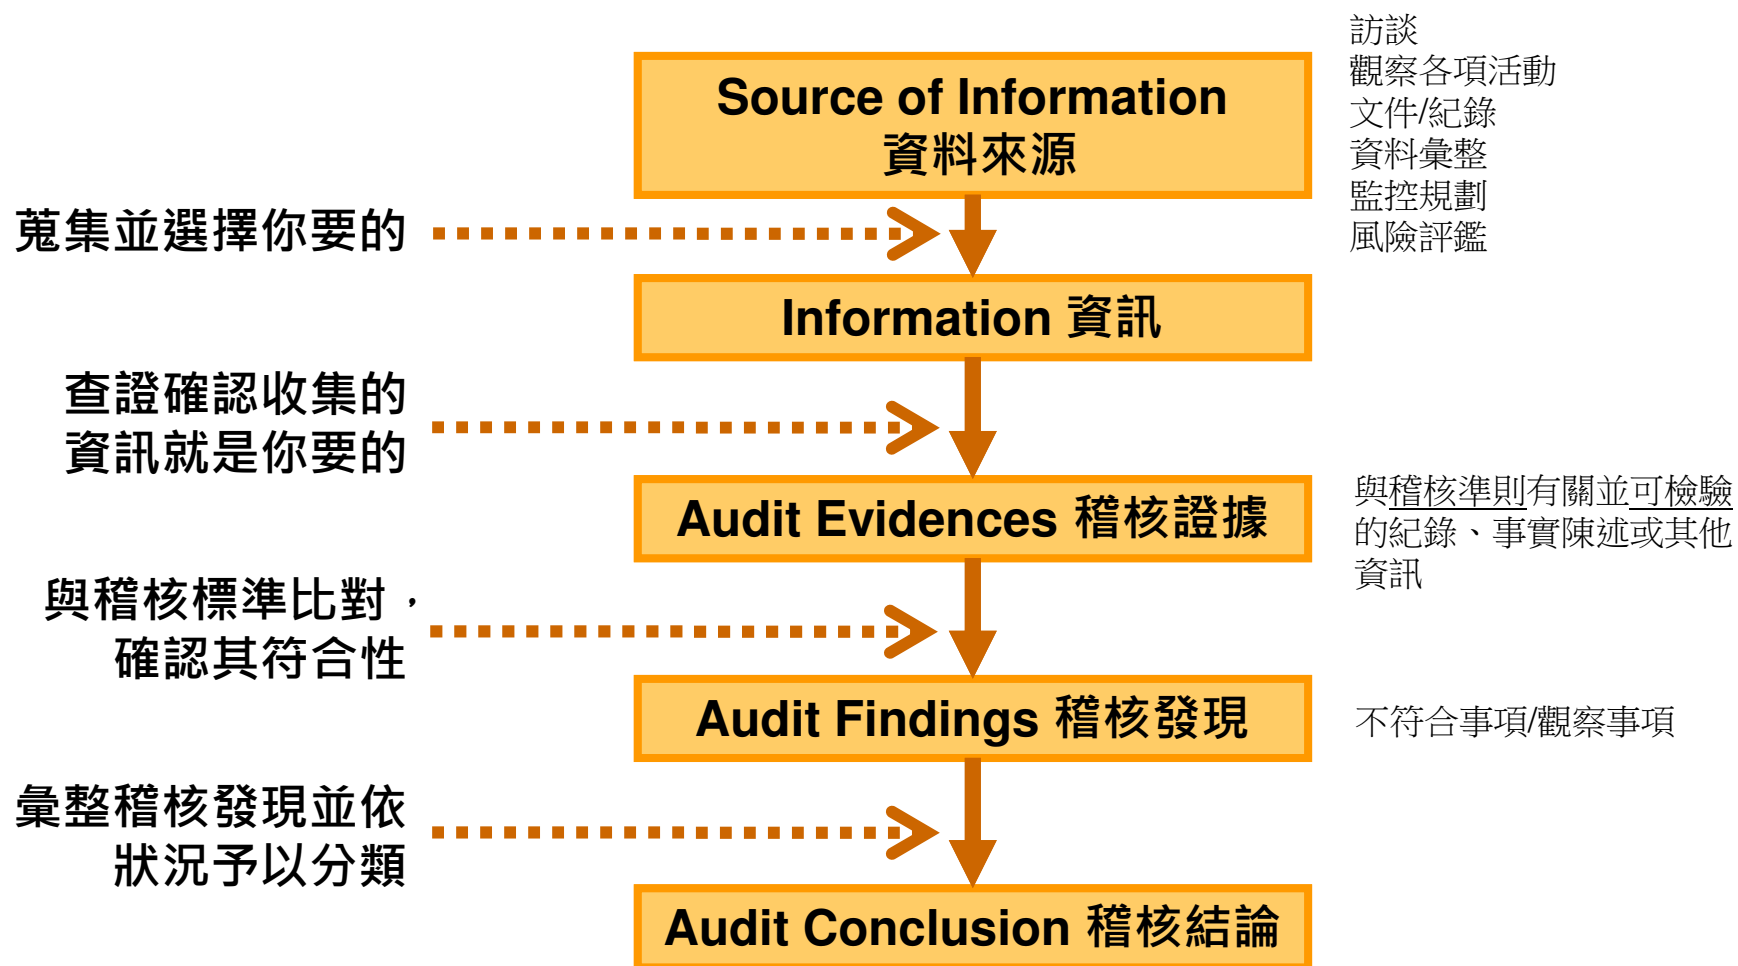 Source of Information
資料來源
訪談
觀察各項活動
文件/紀錄
資料彙整
監控規劃
風險評鑑
蒐集並選擇你要的
Information 資訊
查證確認收集的
資訊就是你要的
Audit Evidences 稽核證據
與稽核準則有關並可檢驗
的紀錄、事實陳述或其他
資訊
與稽核標準比對，
確認其符合性
Audit Findings 稽核發現
不符合事項/觀察事項
彙整稽核發現並依
狀況予以分類
Audit Conclusion 稽核結論